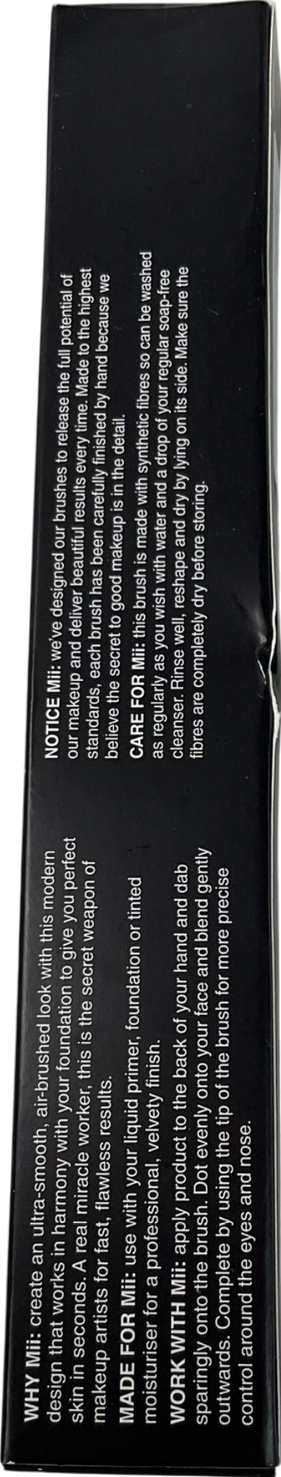 WHY Mii: create an ultra-smooth, air-brushed look with this modern
design that works in harmony with your foundation to give you perfect
skin in seconds. A real miracle worker, this is the secret weapon of
makeup artists for fast, flawless results.
MADE FOR Mii: use with your liquid primer, foundation or tinted
moisturiser for a professional, velvety finish.
WORK WITH Mii: apply product to the back of your hand and dab
sparingly onto the brush. Dot evenly onto your face and blend gently
outwards. Complete by using the tip of the brush for more precise
control around the eyes and nose.
NOTICE Mii: we've designed our brushes to release the full potential of
our makeup and deliver beautiful results every time. Made to the highest
standards, each brush has been carefully finished by hand because we
believe the secret to good makeup is in the detail.
CARE FOR Mii: this brush is made with synthetic fibres so can be washed
as regularly as you wish with water and a drop of your regular soap-free
cleanser. Rinse well, reshape and dry by lying on its side. Make sure the
fibres are completely dry before storing.